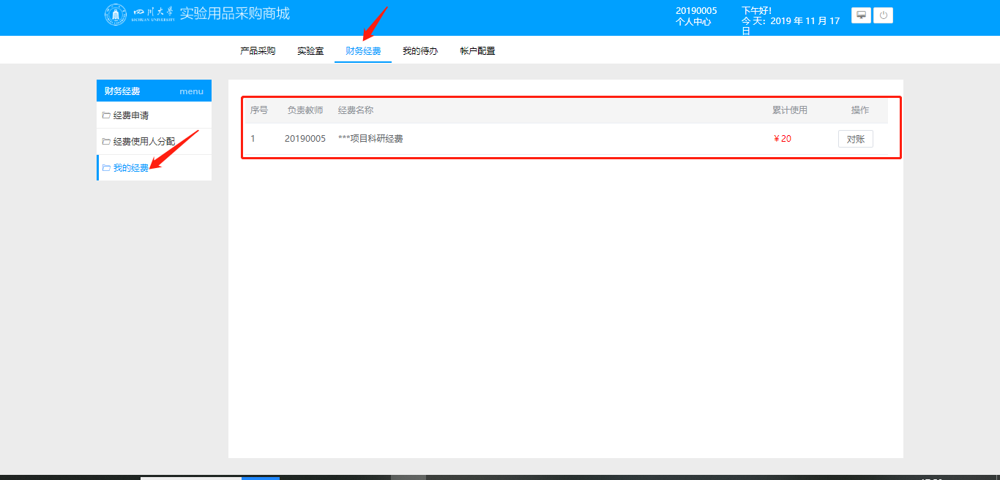 四川大学 实验用品采购商城
SICHUAN UNIVERSITY
20190005
个人中心
下午好!
今 天: 2019 年 11 月 17
日
产品采购 实验室 财务经费 我的待办 帐户配置
财务经费 menu
经费申请
经费使用人分配
我的经费
序号 负责教师 经费名称 累计使用 操作
1 20190005 ***项目科研经费 ¥20 对账